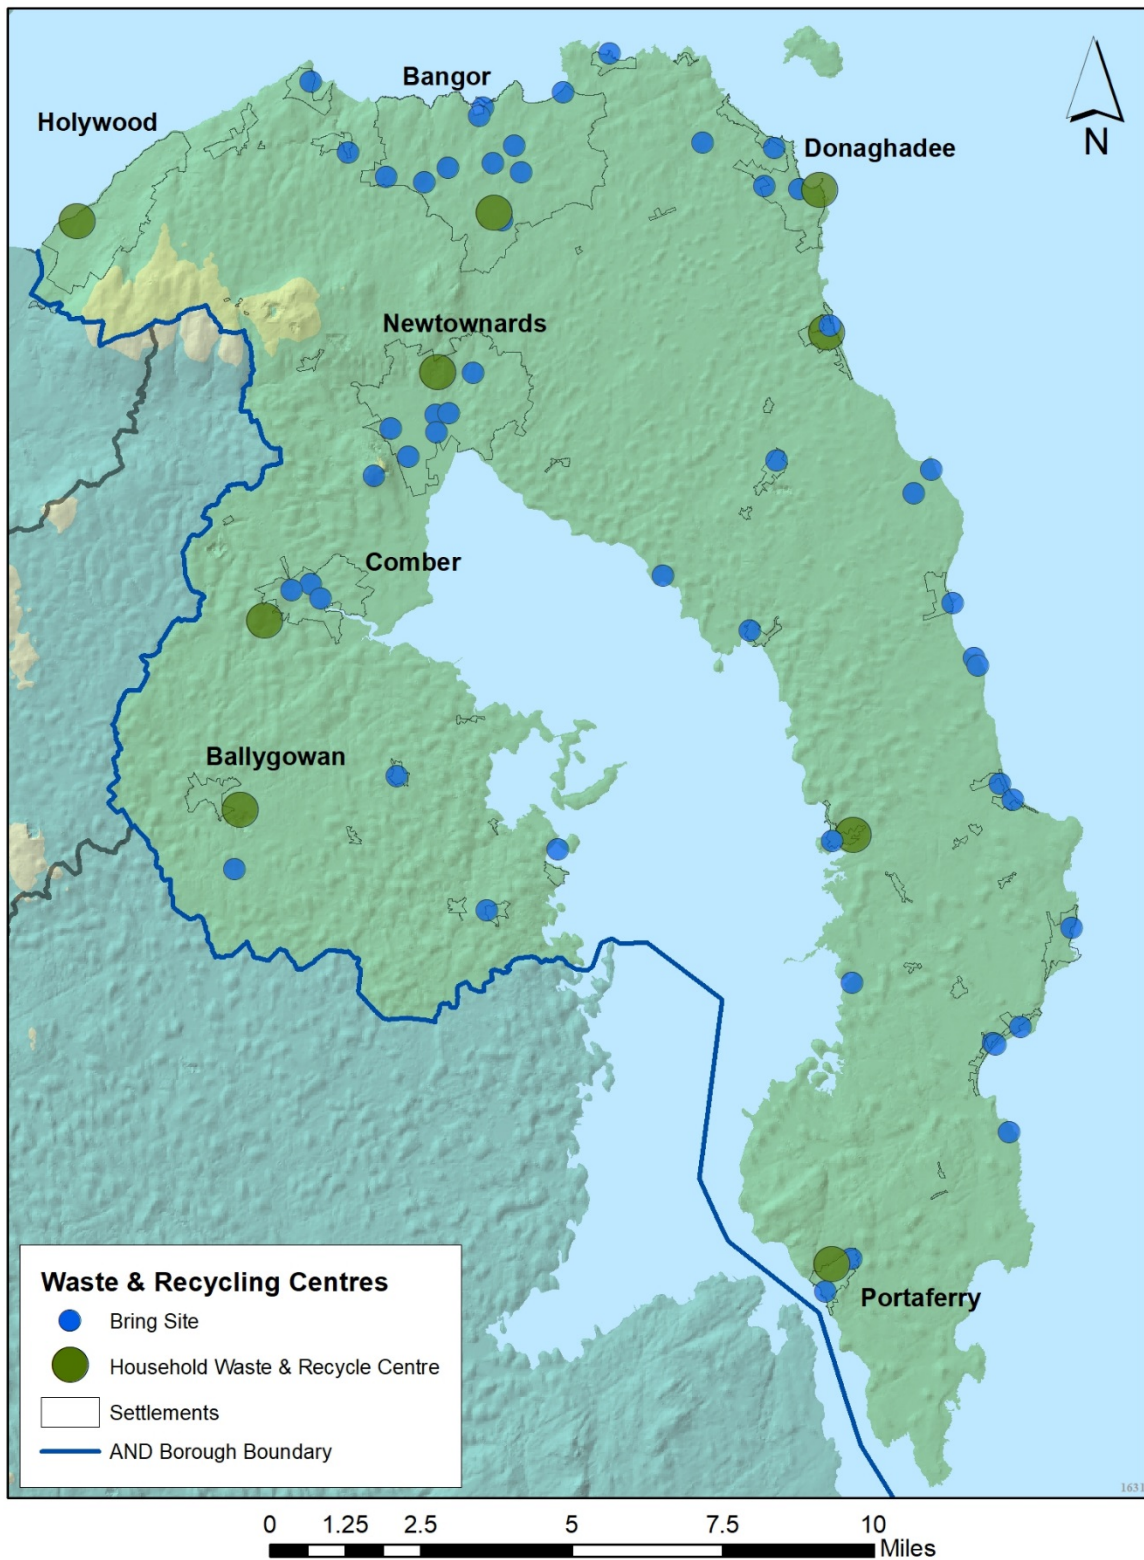 Bangor
Holywood
Donaghadee
N
Newtownards
Comber
Ballygowan
Portaferry
Waste & Recycling Centres
Bring Site
Household Waste & Recycle Centre
Settlements
AND Borough Boundary
1631
0 1.25 2.5 5 7.5 10
Miles